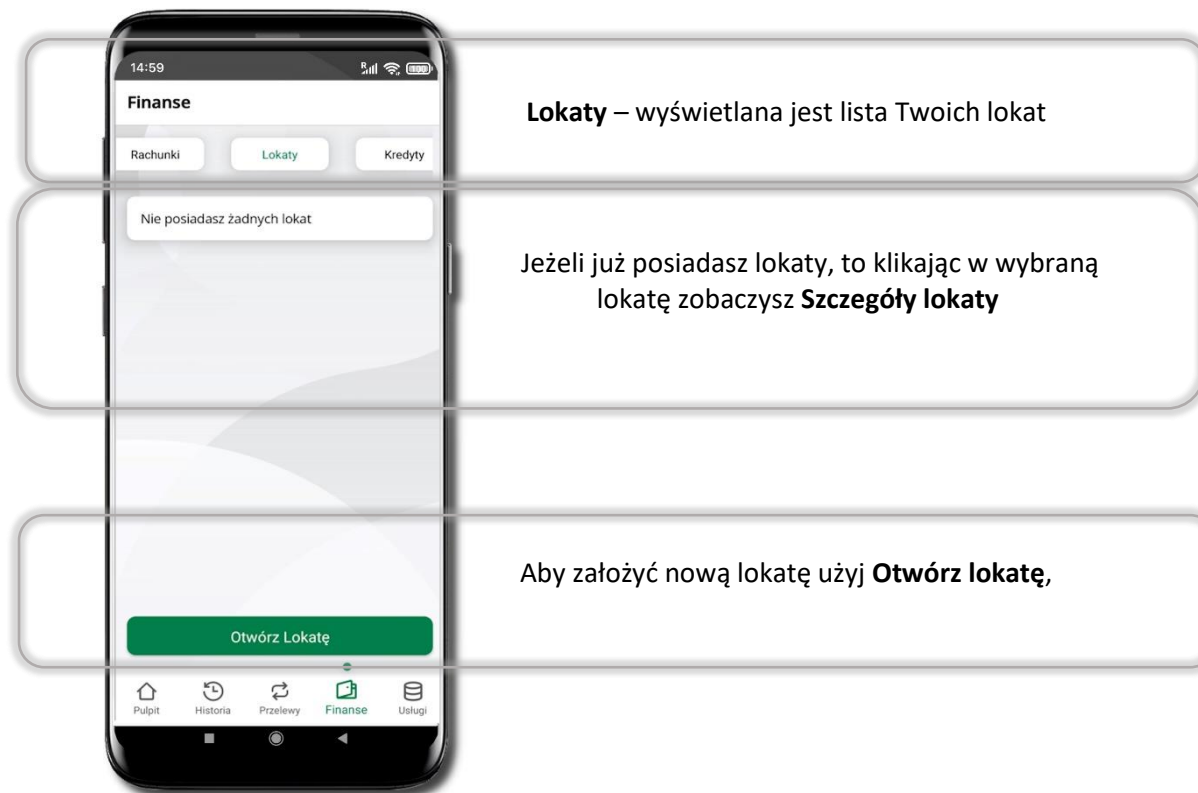 14:59
R
100
Finanse
Rachunki Lokaty Kredyty
Nie posiadasz żadnych lokat
Otwórz Lokatę
Pulpit Historia Przelewy Finanse Usługi
Lokaty – wyświetlana jest lista Twoich lokat
Jeżeli już posiadasz lokaty, to klikając w wybraną
lokatę zobaczysz Szczegóły lokaty
Aby założyć nową lokatę użyj Otwórz lokatę,